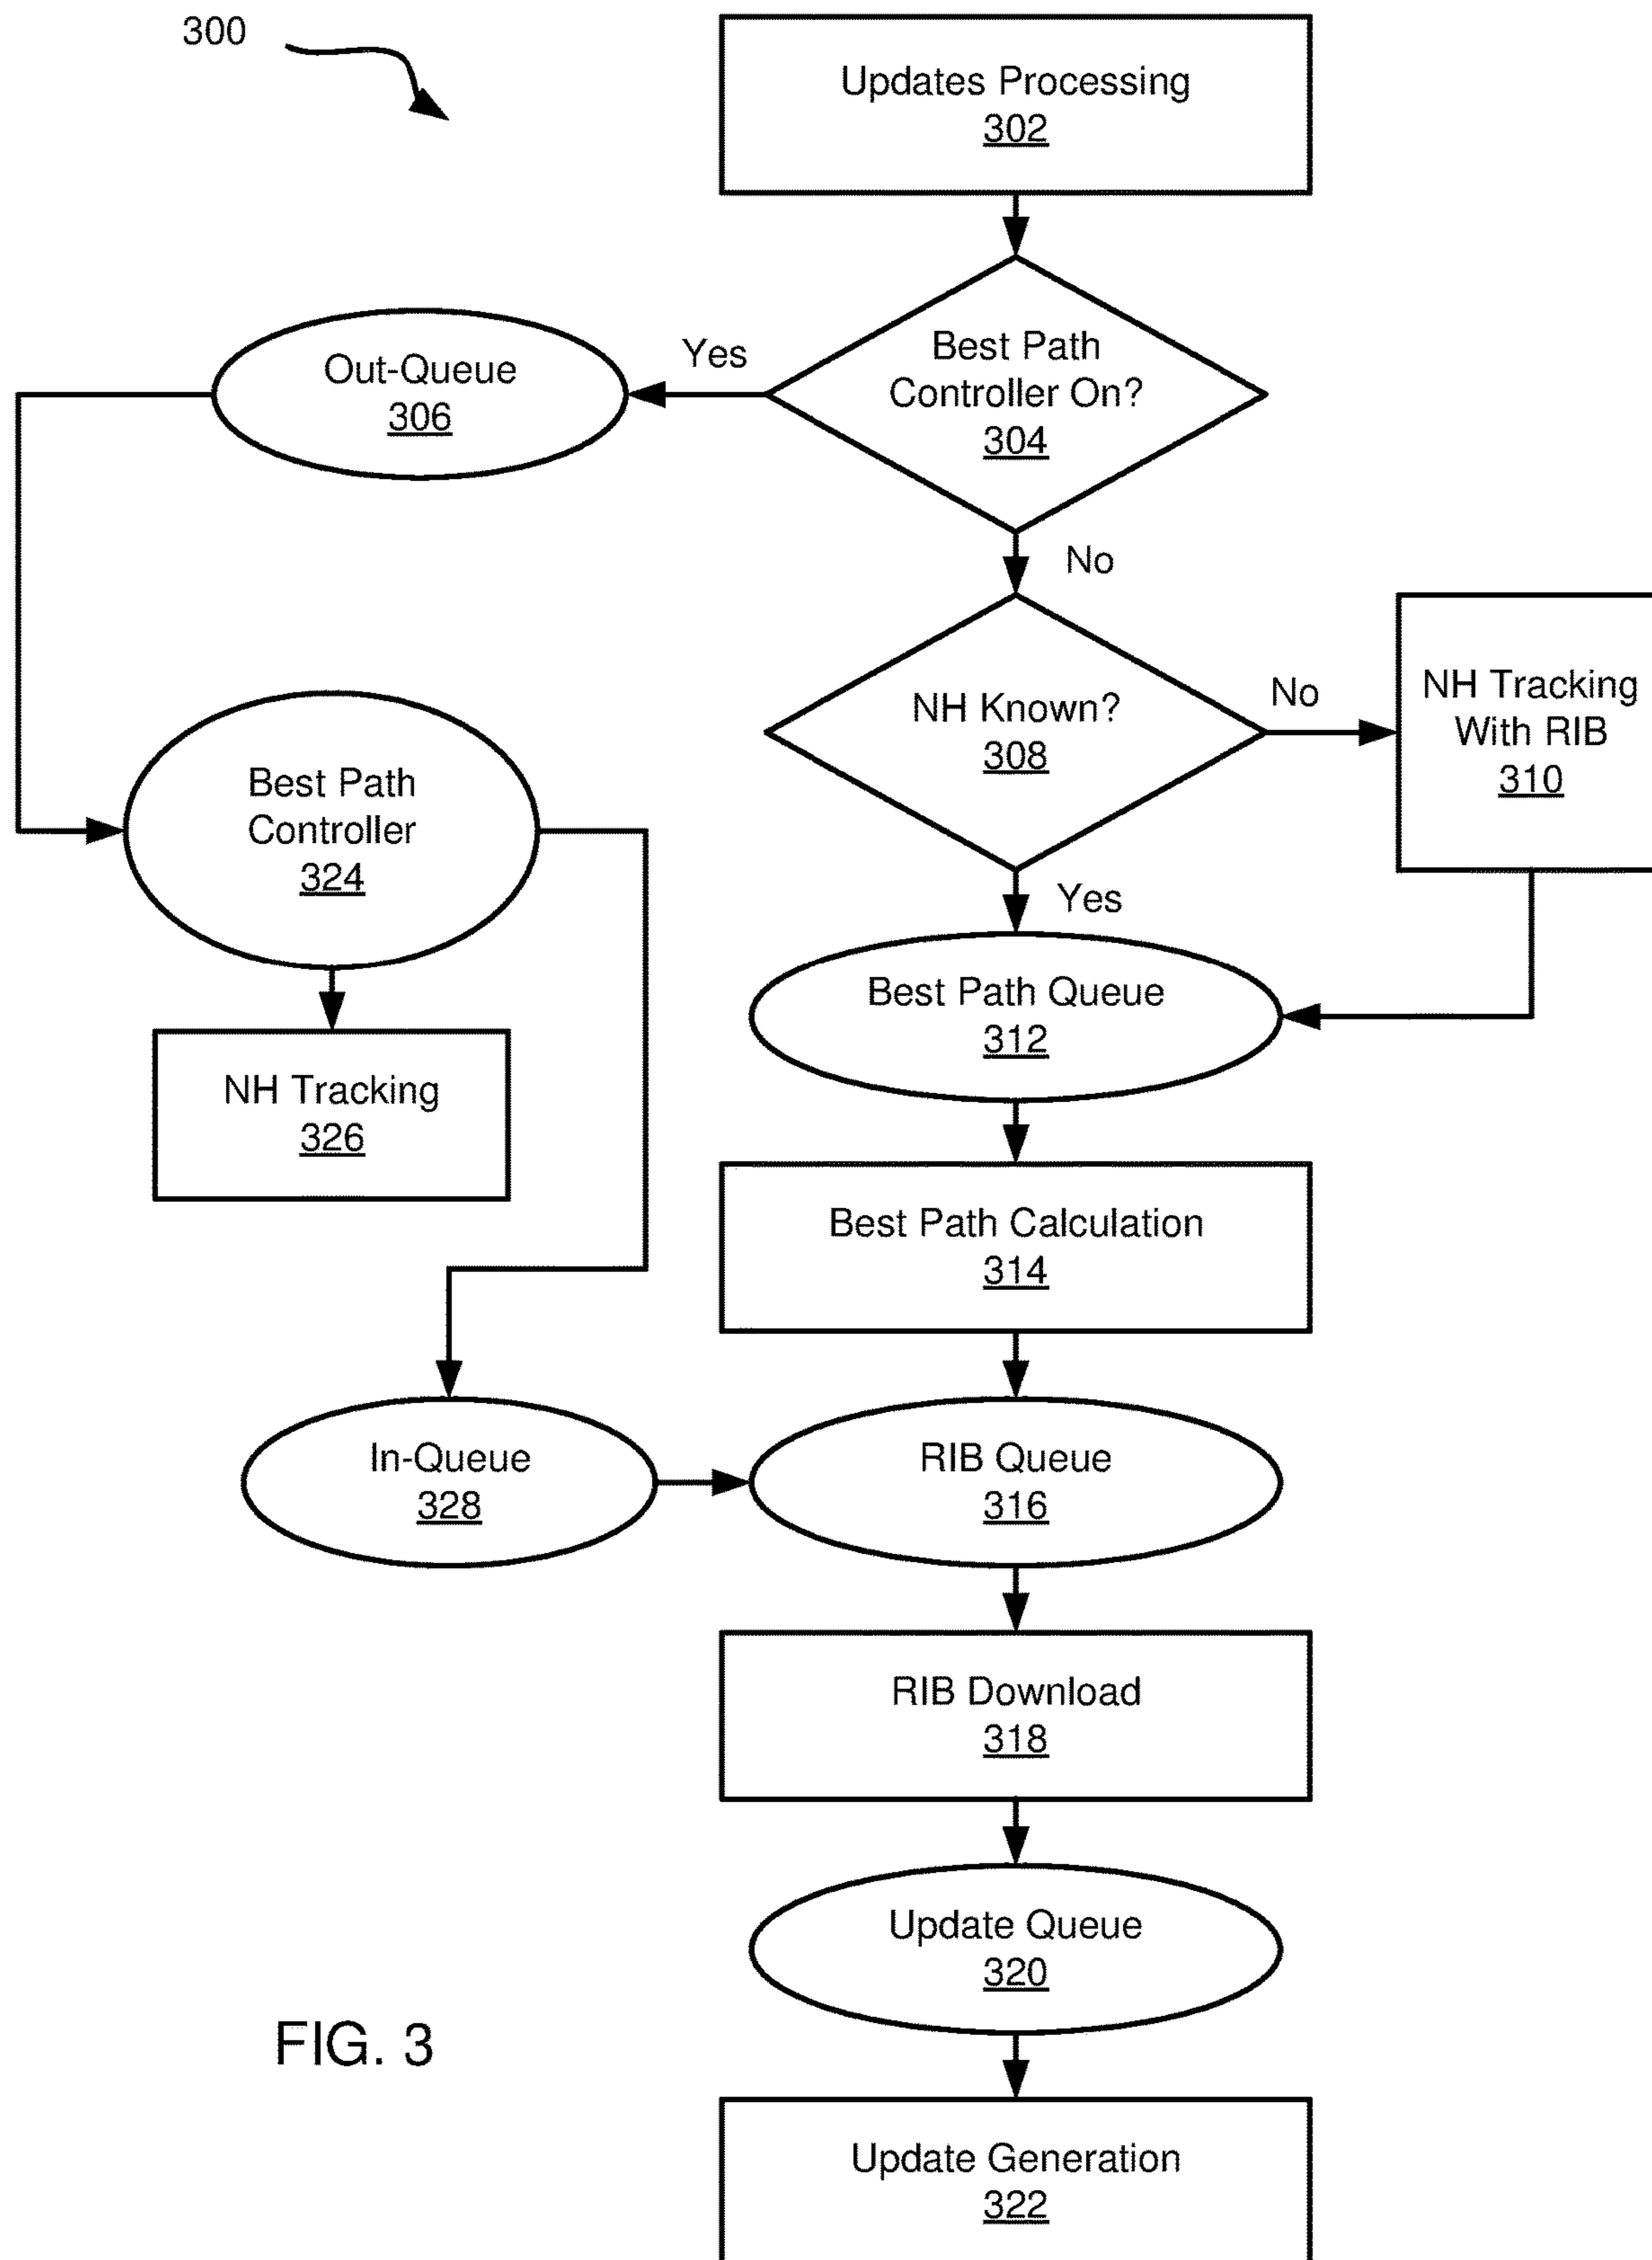 300
Updates Processing
302
Best Path
Controller On?
304
Yes
Out-Queue
306
No
NH Known?
308
No
NH Tracking
With RIB
310
Yes
Best Path
Controller
324
Best Path Queue
312
NH Tracking
326
Best Path Calculation
314
In-Queue
328
RIB Queue
316
RIB Download
318
Update Queue
320
FIG. 3
Update Generation
322